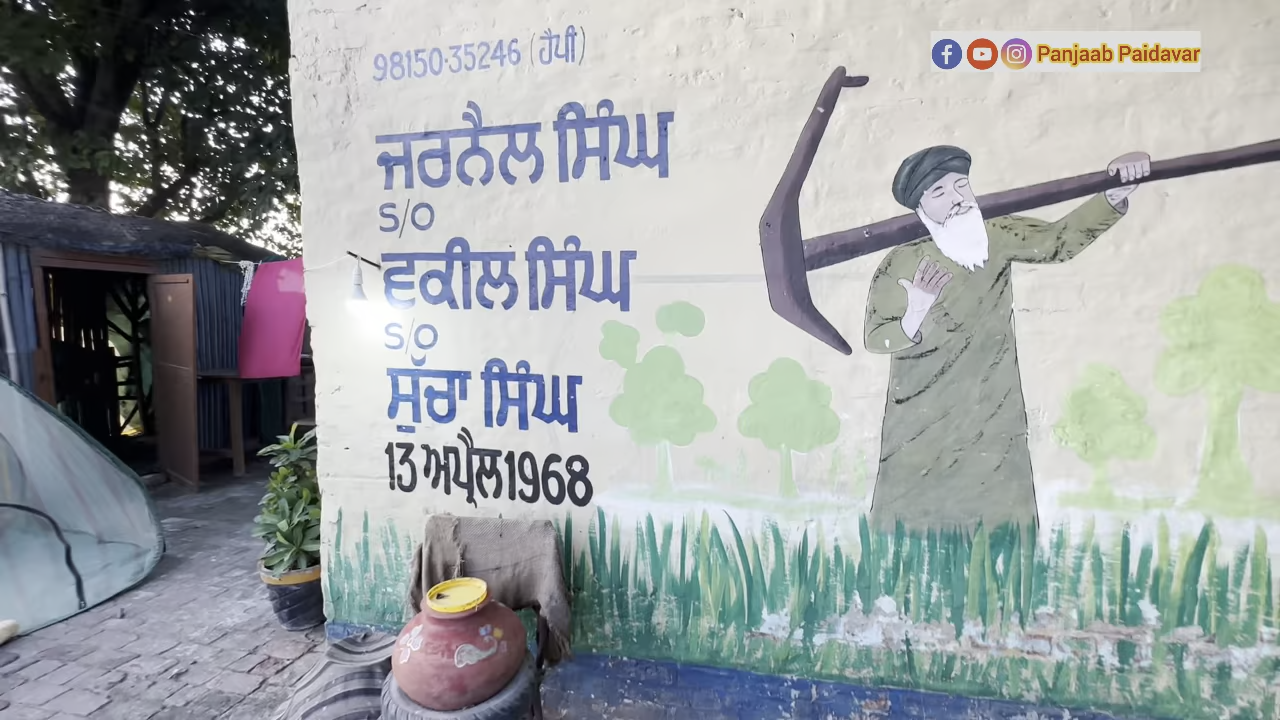 98150-35246 (ਹੈਪੀ)
Panjaab Paidavar
ਜਰਨੈਲ ਸਿੰਘ
S/O
ਵਕੀਲ ਸਿੰਘ
S/O
ਸੁੱਚਾ ਸਿੰਘ
13 ਅਪ੍ਰੈਲ 1968